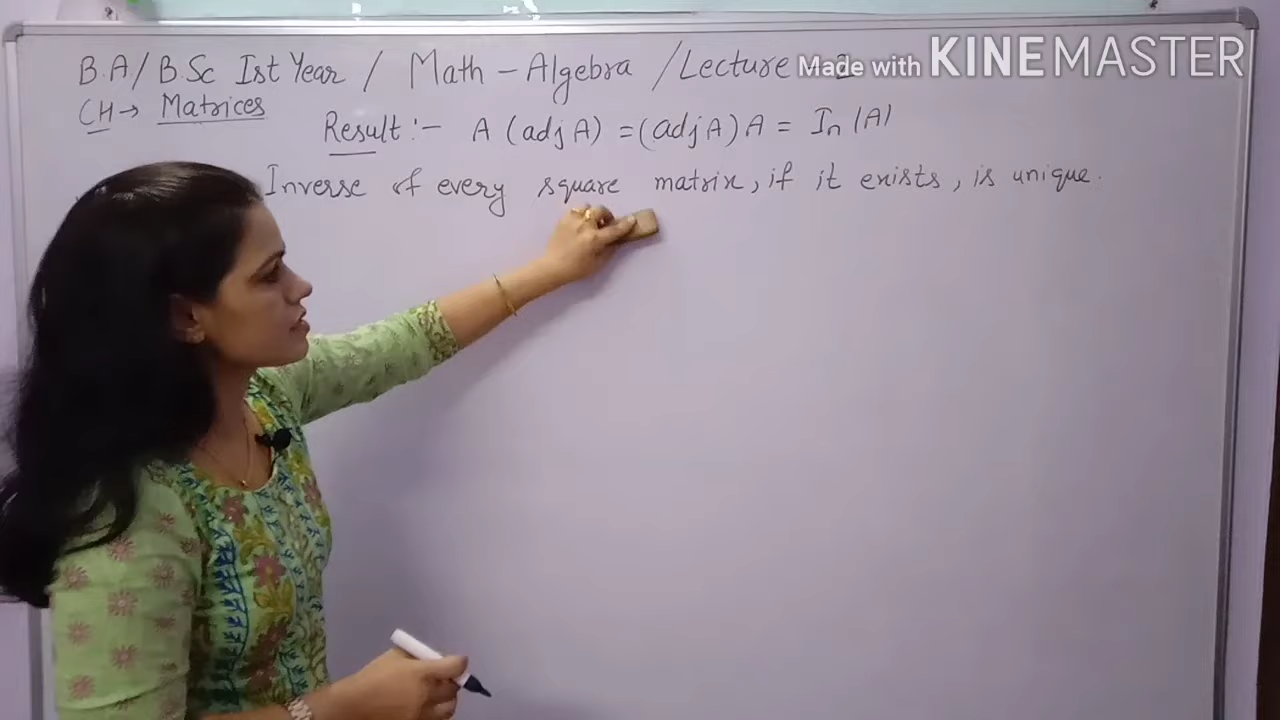 B.A/B.Sc Ist Year / Math - Algebra / Lecture - 2
Made with KINEMASTER
CH → Matrices
Result :- A (adj A) = (adj A) A = In |A|
Inverse of every square matrix, if it exists, is unique.